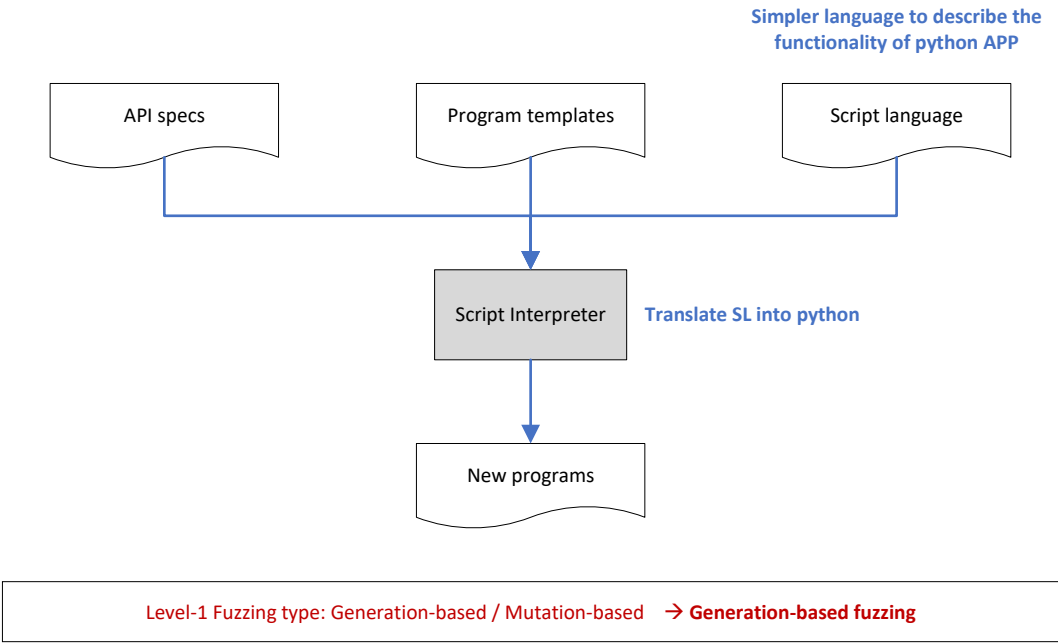 Simpler language to describe the
functionality of python APP
API specs
Program templates
Script language
Script Interpreter
Translate SL into python
New programs
Level-1 Fuzzing type: Generation-based / Mutation-based → Generation-based fuzzing